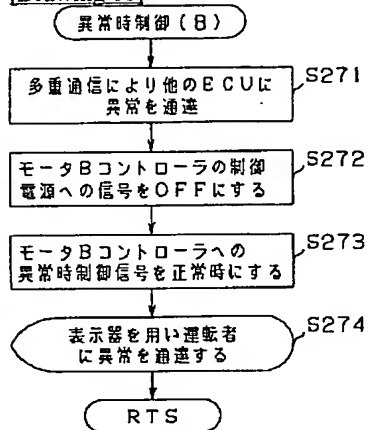 異常時制御(B)
多重通信により他のECUに
異常を通達
S271
モータBコントローラの制御
電源への信号をOFFにする
S272
モータBコントローラへの
異常時制御信号を正常時にする
S273
表示器を用い運転者
に異常を通達する
S274
RTS